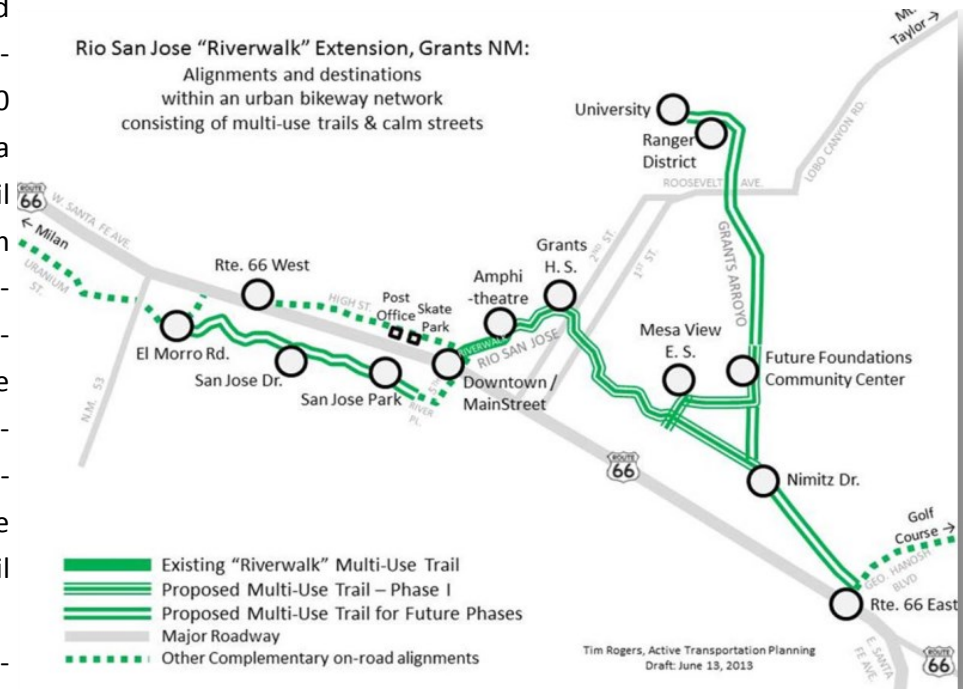 Rio San Jose “Riverwalk” Extension, Grants NM:
Alignments and destinations
within an urban bikeway network
consisting of multi-use trails & calm streets
Mt.
Taylor →
LOBO CANYON RD.
University
Ranger
District
ROOSEVELT AVE.
GRANTS ARROYO
ROUTE
66
W. SANTA FE AVE.
← Milan
URANIUM
ST.
N.M. 53
Rte. 66 West
HIGH ST.
Post
Office
Skate
Park
Amphi
-theatre
Grants
H. S.
2ND ST.
1ST ST.
RIVERWALK
RIO SAN JOSE
El Morro Rd.
San Jose Dr.
San Jose Park
RIVER
PL.
5TH
Downtown /
MainStreet
Mesa View
E. S.
Future Foundations
Community Center
ROUTE
66
Nimitz Dr.
Golf
Course →
GEO. HANOSH
BLVD
Rte. 66 East
E. SANTA
FE AVE.
ROUTE
66
Existing “Riverwalk” Multi-Use Trail
Proposed Multi-Use Trail – Phase I
Proposed Multi-Use Trail for Future Phases
Major Roadway
Other Complementary on-road alignments
Tim Rogers, Active Transportation Planning
Draft: June 13, 2013